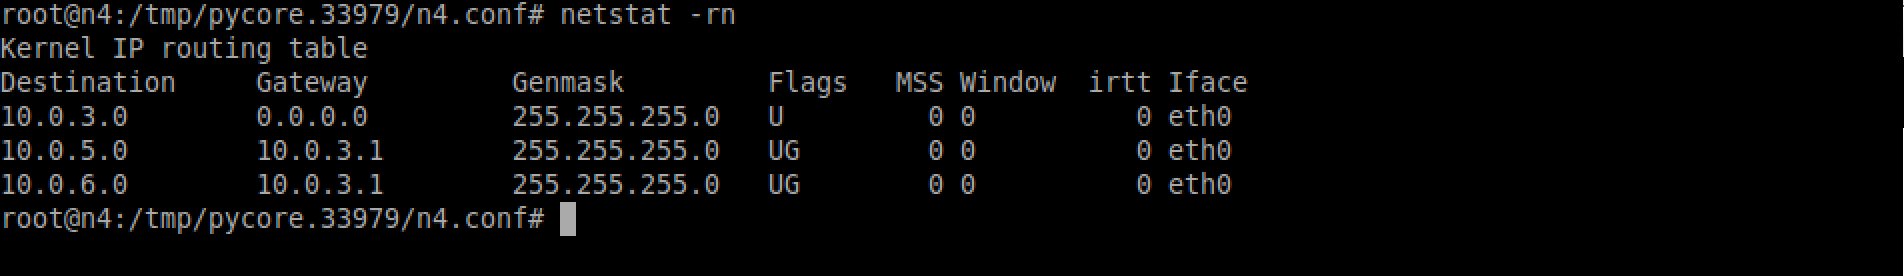 root@n4:/tmp/pycore.33979/n4.conf# netstat -rn
Kernel IP routing table
Destination     Gateway         Genmask         Flags   MSS Window  irtt Iface
10.0.3.0        0.0.0.0         255.255.255.0   U         0 0          0 eth0
10.0.5.0        10.0.3.1        255.255.255.0   UG        0 0          0 eth0
10.0.6.0        10.0.3.1        255.255.255.0   UG        0 0          0 eth0
root@n4:/tmp/pycore.33979/n4.conf#